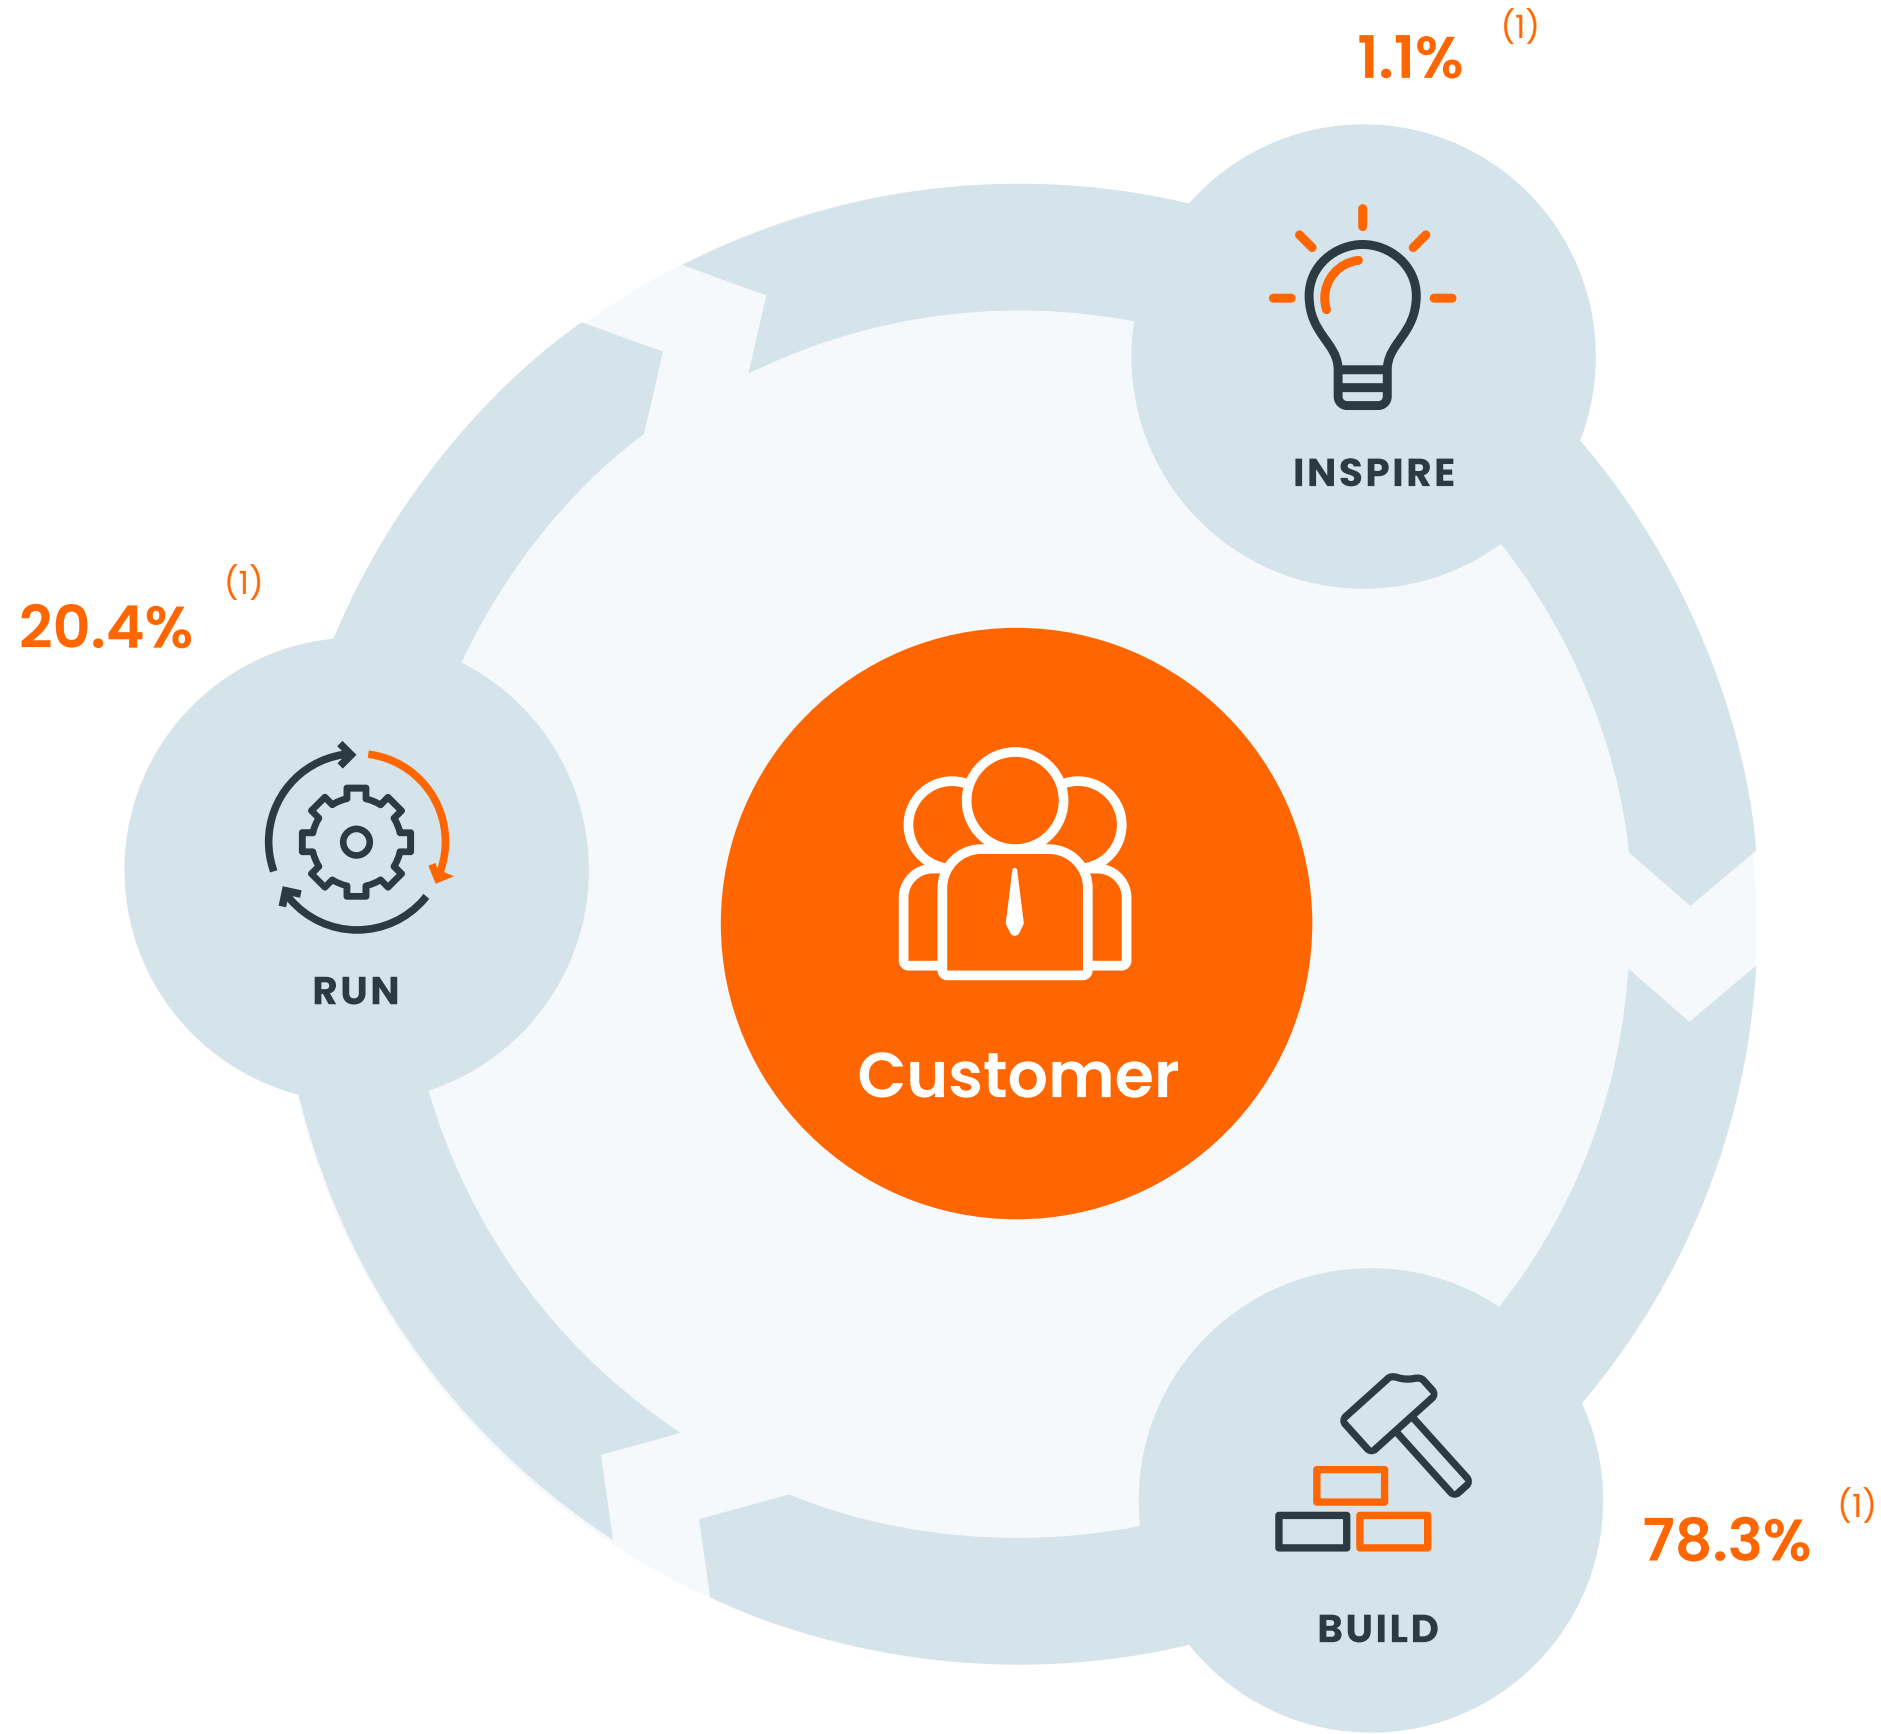 1.1% (1)
INSPIRE
20.4% (1)
RUN
Customer
78.3% (1)
BUILD